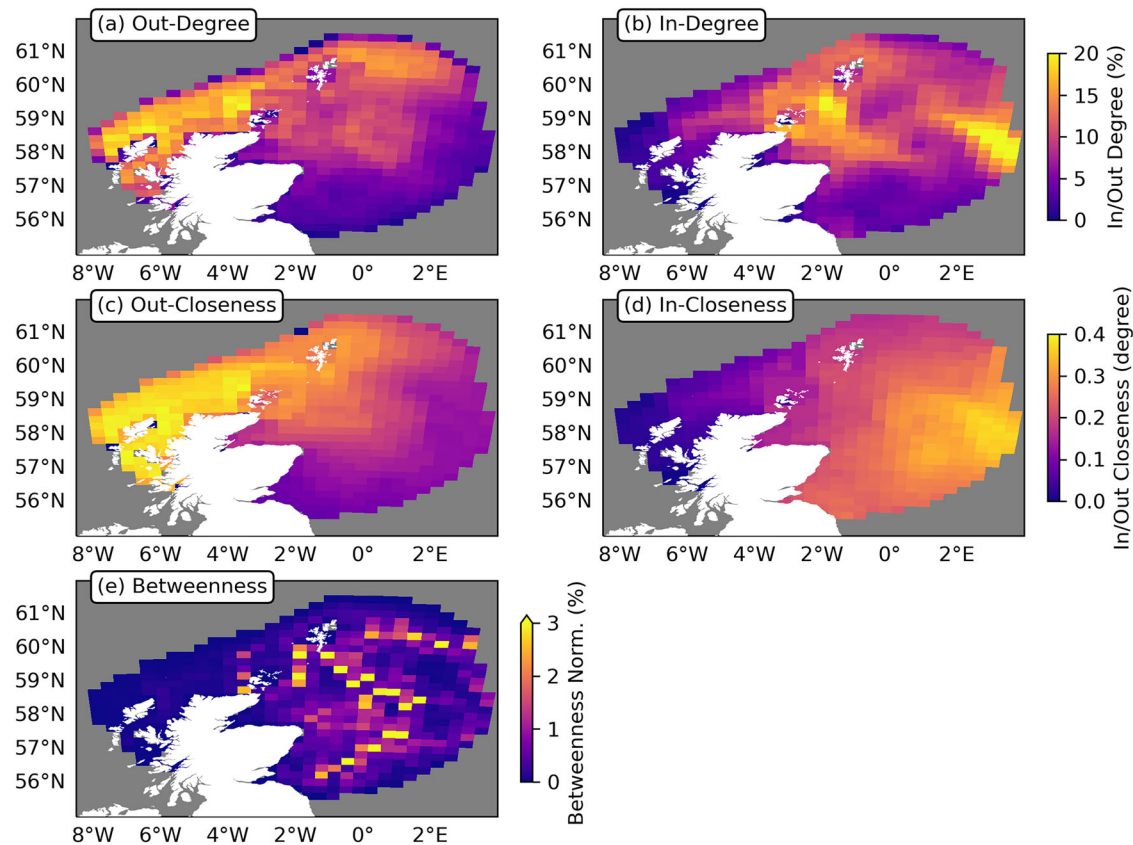 (a) Out-Degree
61°N
60°N
59°N
58°N
57°N
56°N
8°W 6°W 4°W 2°W 0° 2°E
(b) In-Degree
61°N
60°N
59°N
58°N
57°N
56°N
8°W 6°W 4°W 2°W 0° 2°E
20
15
10
5
0
In/Out Degree (%)
(c) Out-Closeness
61°N
60°N
59°N
58°N
57°N
56°N
8°W 6°W 4°W 2°W 0° 2°E
(d) In-Closeness
61°N
60°N
59°N
58°N
57°N
56°N
8°W 6°W 4°W 2°W 0° 2°E
0.4
0.3
0.2
0.1
0.0
In/Out Closeness (degree)
(e) Betweenness
61°N
60°N
59°N
58°N
57°N
56°N
8°W 6°W 4°W 2°W 0° 2°E
3
2
1
0
Betweenness Norm. (%)